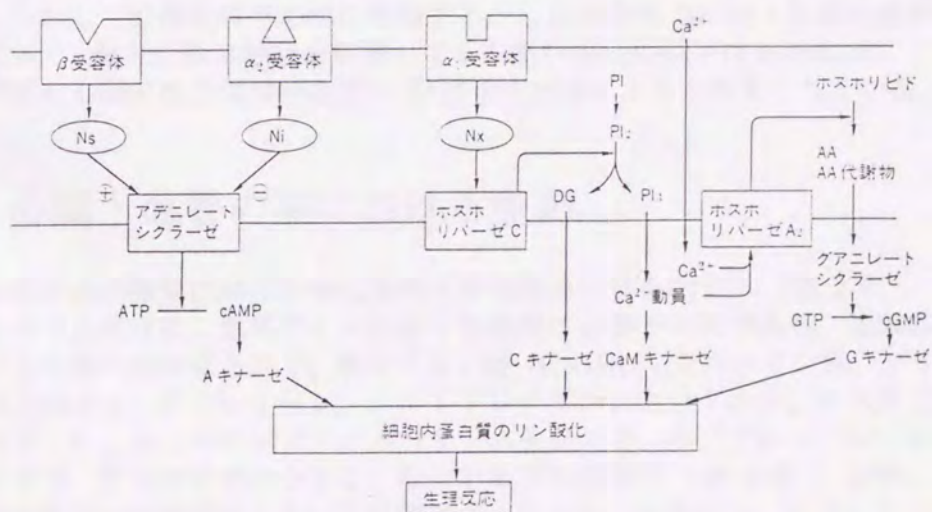 Ca²⁺
β受容体
α₂受容体
α₁受容体
PI
ホスホリピド
Ns
Ni
Nx
PI₂
AA
AA代謝物
⊕
⊖
アデニレート
シクラーゼ
ホスホ
リパーゼC
DG
PI₃
ホスホ
リパーゼA₂
Ca²⁺
グアニレート
シクラーゼ
ATP
cAMP
Ca²⁺動員
GTP
cGMP
Aキナーゼ
Cキナーゼ
CaMキナーゼ
Gキナーゼ
細胞内蛋白質のリン酸化
生理反応